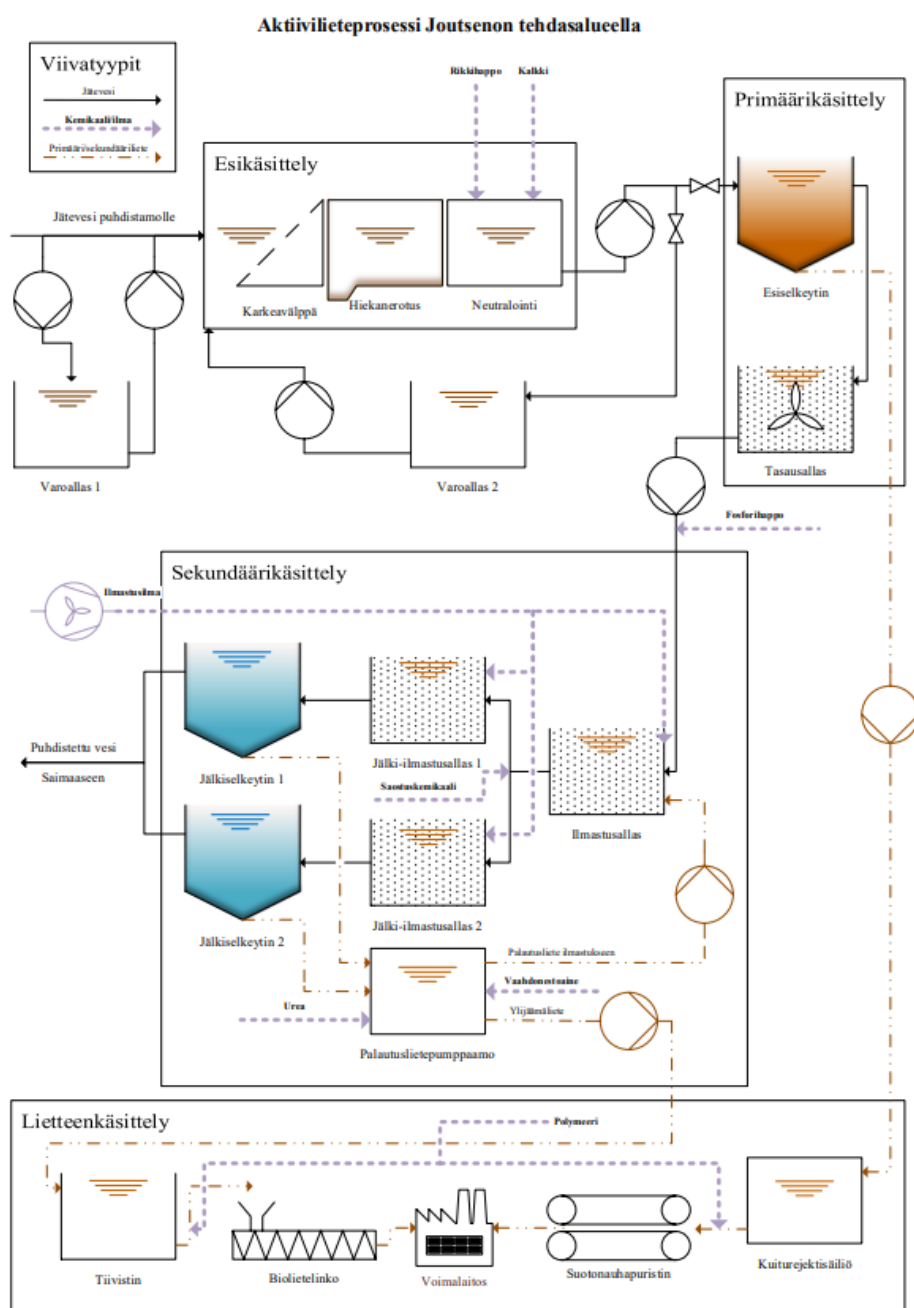 Aktiivilieteprosessi Joutsenon tehdasalueella
Viivatyypit
Jätevesi
Kemikaali/ilma
Primääri/sekundääriliete
Rikkihappo
Kalkki
Primäärikäsittely
Esikäsittely
Jätevesi puhdistamolle
Karkeavälppä
Hiekanerotus
Neutralointi
Esiselkeytin
Varoallas 1
Varoallas 2
Tasausallas
Fosforihappo
Sekundäärikäsittely
Ilmastusilma
Puhdistettu vesi
Saimaaseen
Jälkiselkeytin 1
Jälki-ilmastusallas 1
Saostuskemikaali
Ilmastusallas
Jälkiselkeytin 2
Jälki-ilmastusallas 2
Palautusliete ilmastukseen
Vaahdonestoaine
Urea
Ylijäämäliete
Palautuslietepumppaamo
Lietteenkäsittely
Polymeeri
Tiivistin
Biolietelinko
Voimalaitos
Suotonauhapuristin
Kuiturejektisäiliö